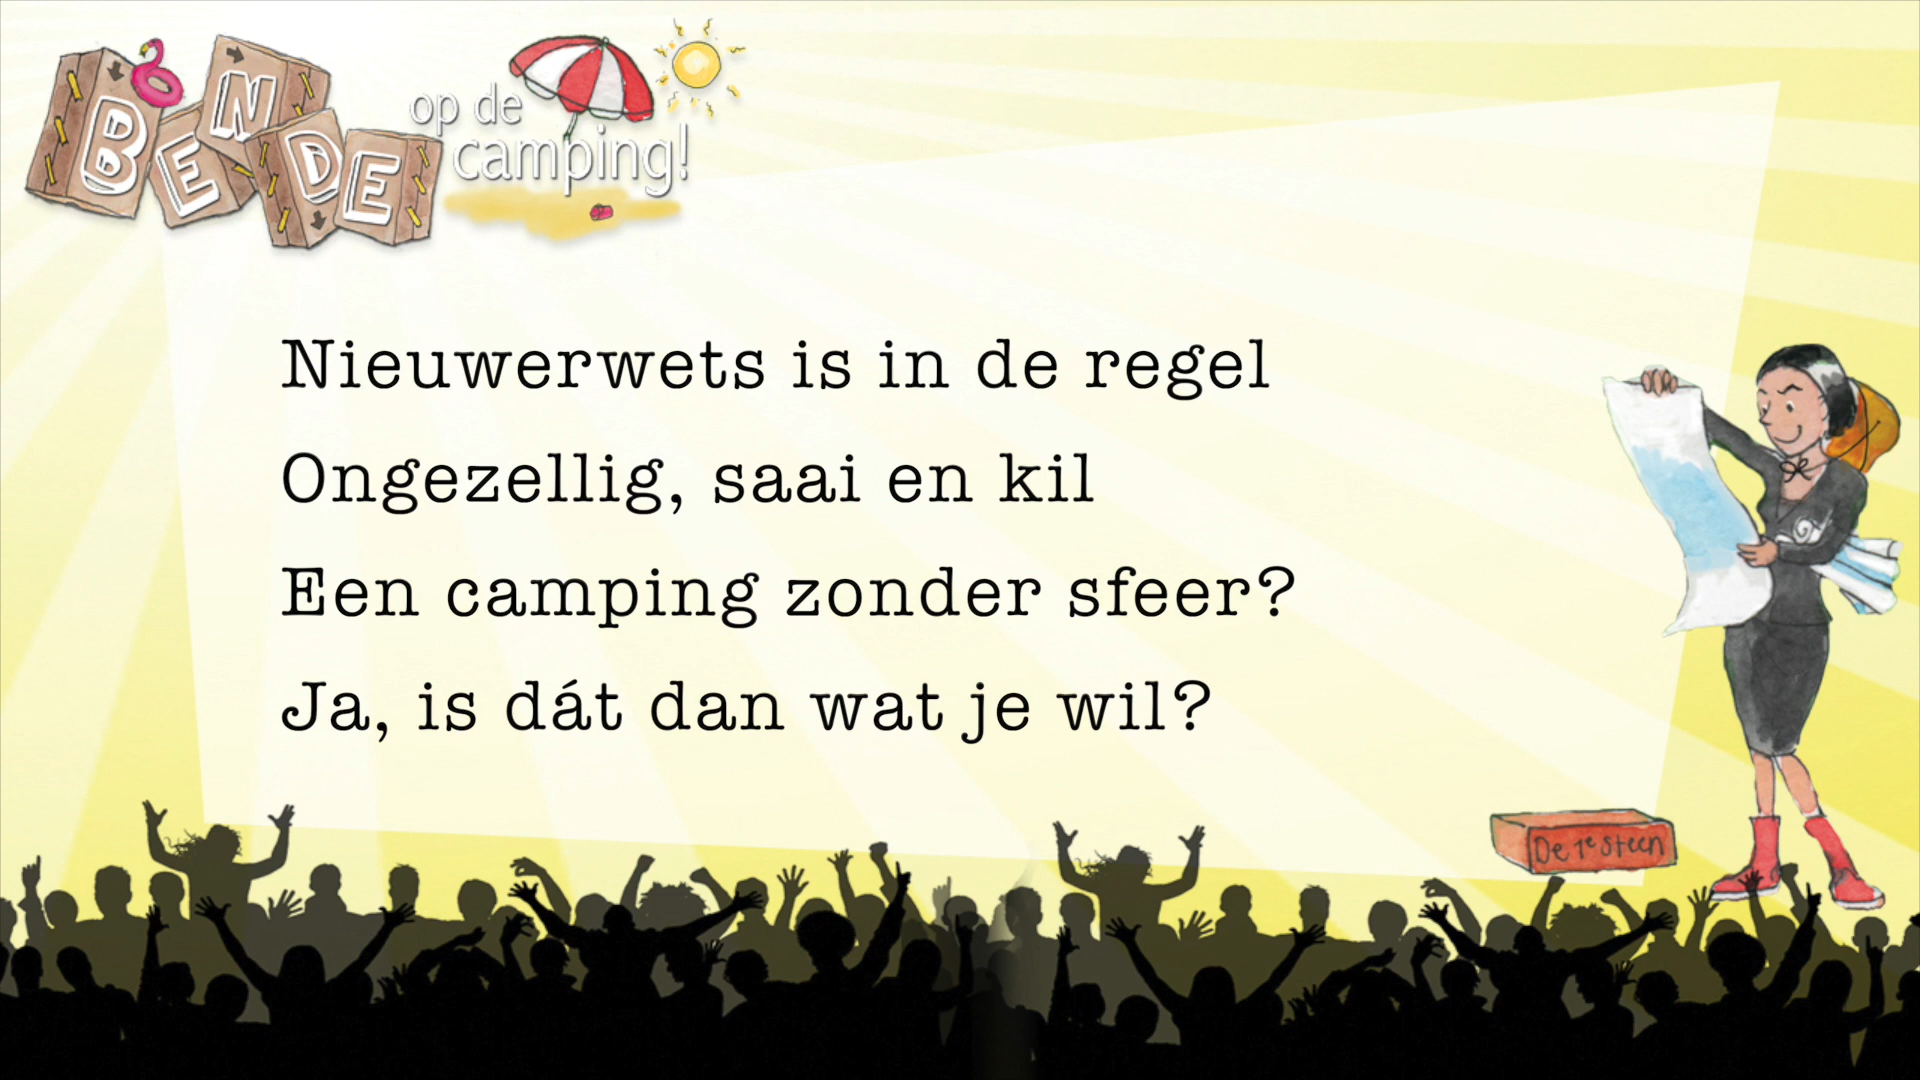 BENDE
op de
camping!
Nieuwerwets is in de regel
Ongezellig, saai en kil
Een camping zonder sfeer?
Ja, is dát dan wat je wil?
De 1e steen